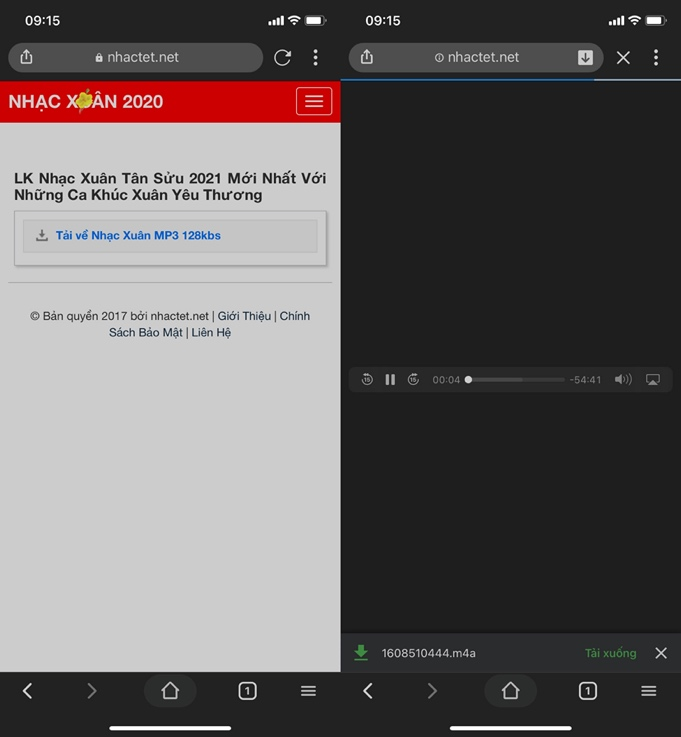 09:15
nhactet.net
NHẠC XUÂN 2020
LK Nhạc Xuân Tân Sửu 2021 Mới Nhất Với
Những Ca Khúc Xuân Yêu Thương
Tải về Nhạc Xuân MP3 128kbs
© Bản quyền 2017 bởi nhactet.net | Giới Thiệu | Chính
Sách Bảo Mật | Liên Hệ
1
09:15
nhactet.net
15
15
00:04
-54:41
1608510444.m4a
Tải xuống
1